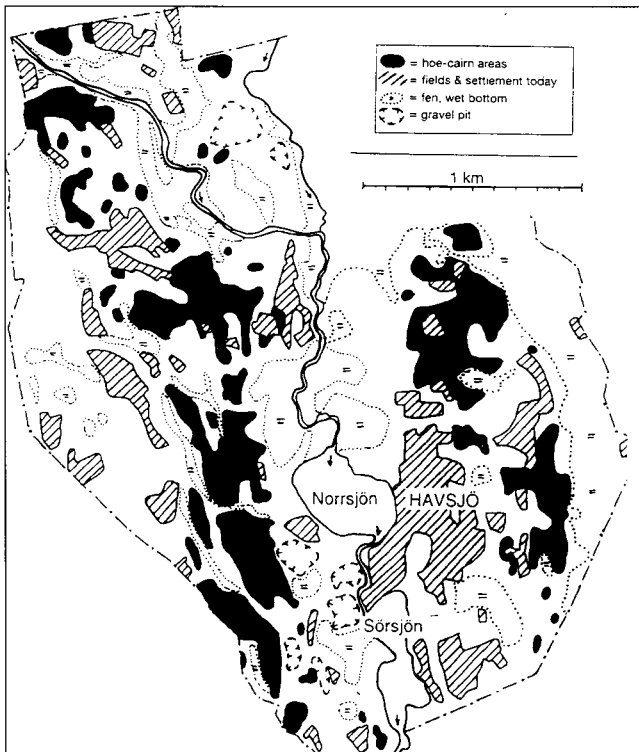 = hoe-cairn areas
= fields & settlement today
= fen, wet bottom
= gravel pit
1 km
Norrsjön
HAVSJÖ
Sörsjön